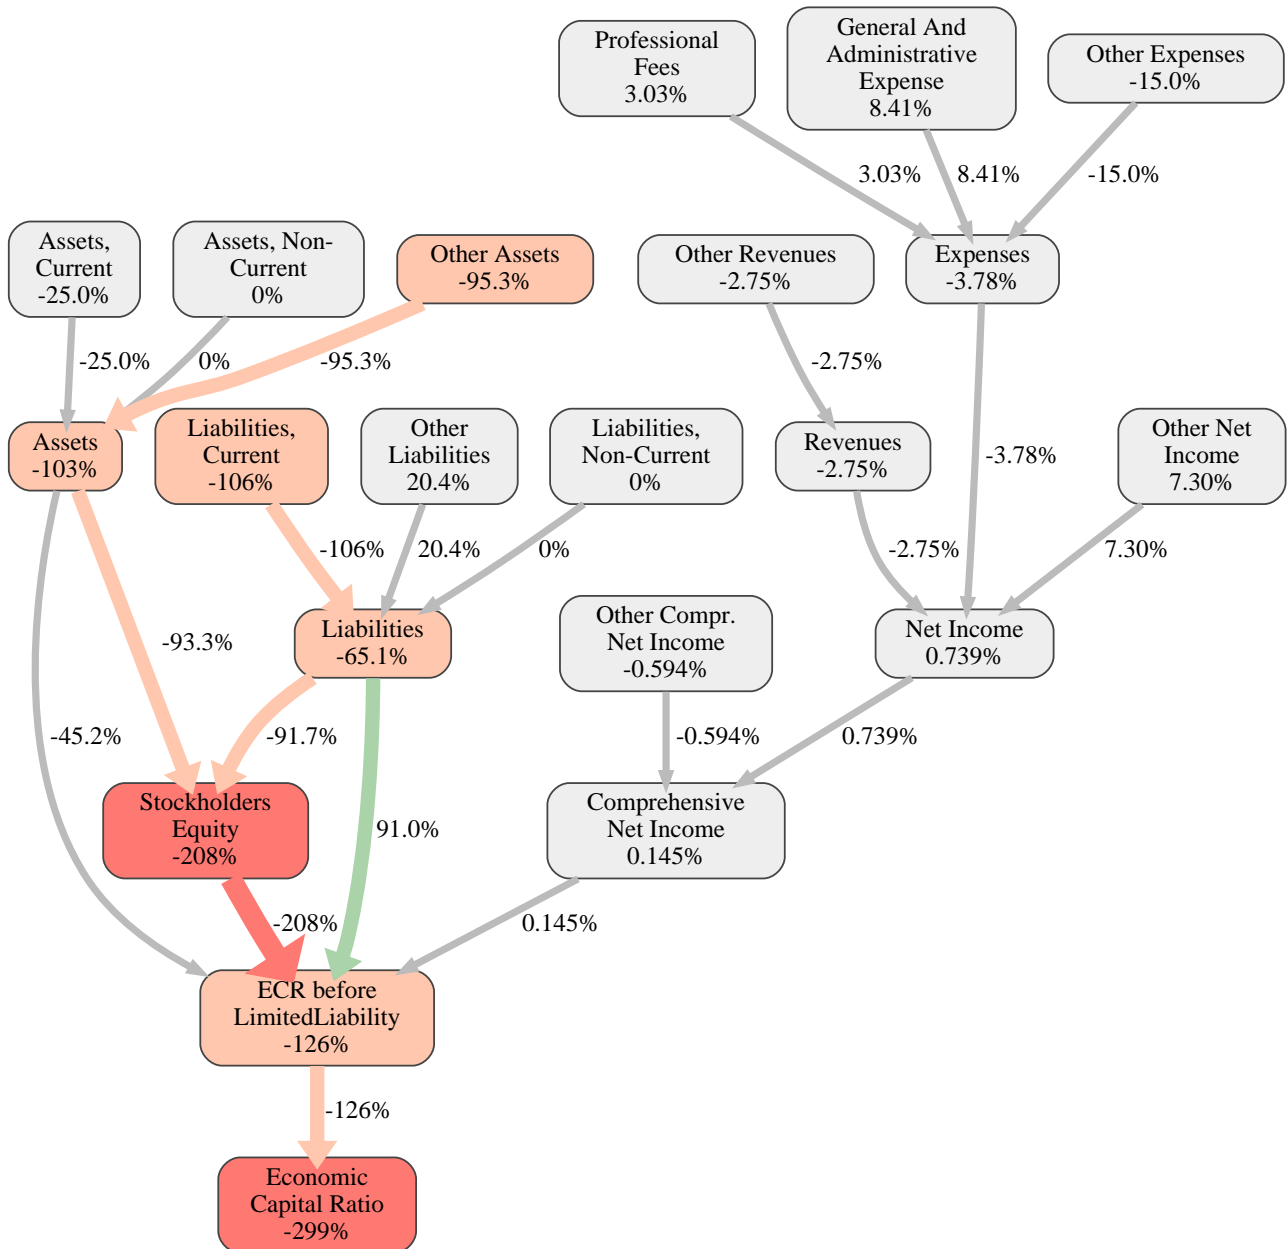 Professional
Fees
3.03%
General And
Administrative
Expense
8.41%
Other Expenses
-15.0%
3.03%
8.41%
-15.0%
Assets,
Current
-25.0%
Assets, Non-
Current
0%
Other Assets
-95.3%
Other Revenues
-2.75%
Expenses
-3.78%
-25.0%
0%
-95.3%
-2.75%
-3.78%
Assets
-103%
Liabilities,
Current
-106%
Other
Liabilities
20.4%
Liabilities,
Non-Current
0%
Revenues
-2.75%
Other Net
Income
7.30%
-106%
20.4%
0%
-2.75%
7.30%
Liabilities
-65.1%
Other Compr.
Net Income
-0.594%
Net Income
0.739%
-93.3%
-45.2%
-91.7%
-0.594%
0.739%
Stockholders
Equity
-208%
91.0%
Comprehensive
Net Income
0.145%
-208%
0.145%
ECR before
LimitedLiability
-126%
-126%
Economic
Capital Ratio
-299%